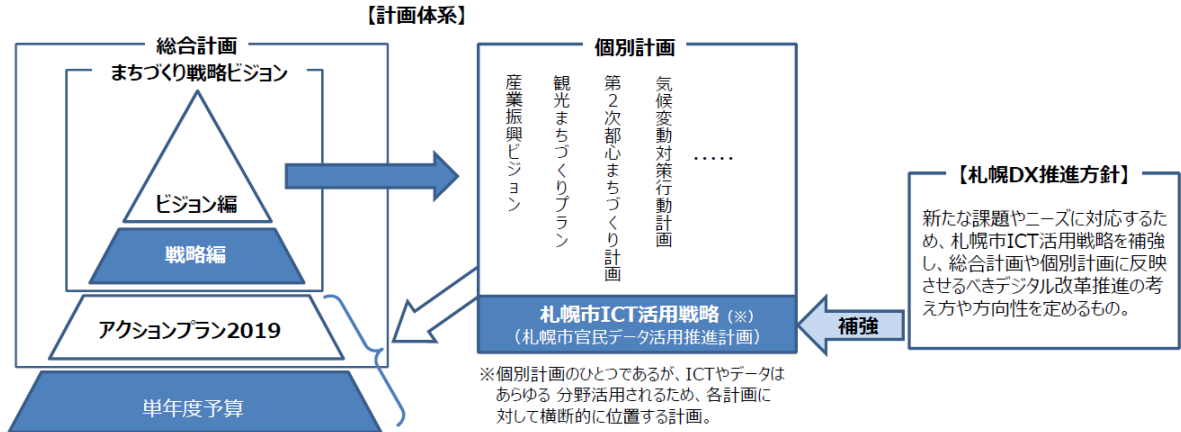 【計画体系】
総合計画
まちづくり戦略ビジョン
ビジョン編
戦略編
アクションプラン2019
単年度予算
個別計画
産業振興ビジョン
観光まちづくりプラン
第２次都心まちづくり計画
気候変動対策行動計画
・・・・・
札幌市ICT活用戦略（※）
（札幌市官民データ活用推進計画）
※個別計画のひとつであるが、ICTやデータは
あらゆる 分野活用されるため、各計画に
対して横断的に位置する計画。
補強
【札幌DX推進方針】
新たな課題やニーズに対応するた
め、札幌市ICT活用戦略を補強
し、総合計画や個別計画に反映
させるべきデジタル改革推進の考
え方や方向性を定めるもの。